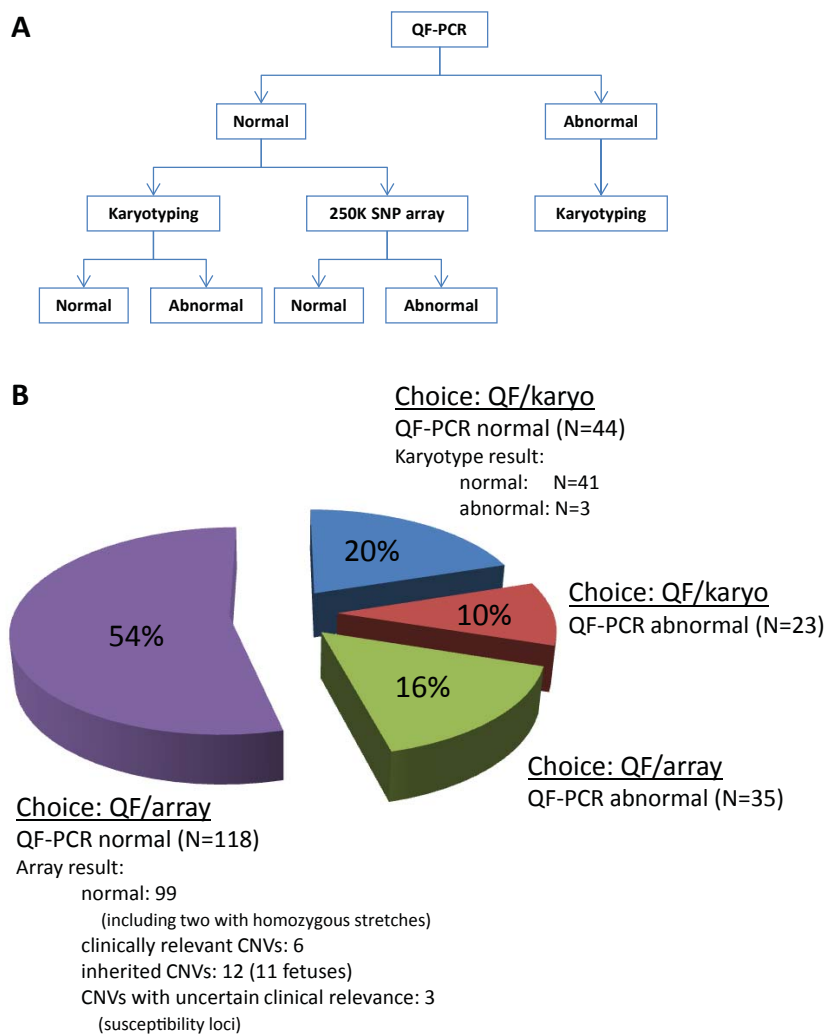 A
QF-PCR
Normal
Abnormal
Karyotyping
250K SNP array
Karyotyping
Normal
Abnormal
Normal
Abnormal
B
Choice: QF/karyo
QF-PCR normal (N=44)
Karyotype result:
normal: N=41
abnormal: N=3
20%
10%
16%
54%
Choice: QF/karyo
QF-PCR abnormal (N=23)
Choice: QF/array
QF-PCR abnormal (N=35)
Choice: QF/array
QF-PCR normal (N=118)
Array result:
normal: 99
(including two with homozygous stretches)
clinically relevant CNVs: 6
inherited CNVs: 12 (11 fetuses)
CNVs with uncertain clinical relevance: 3
(susceptibility loci)